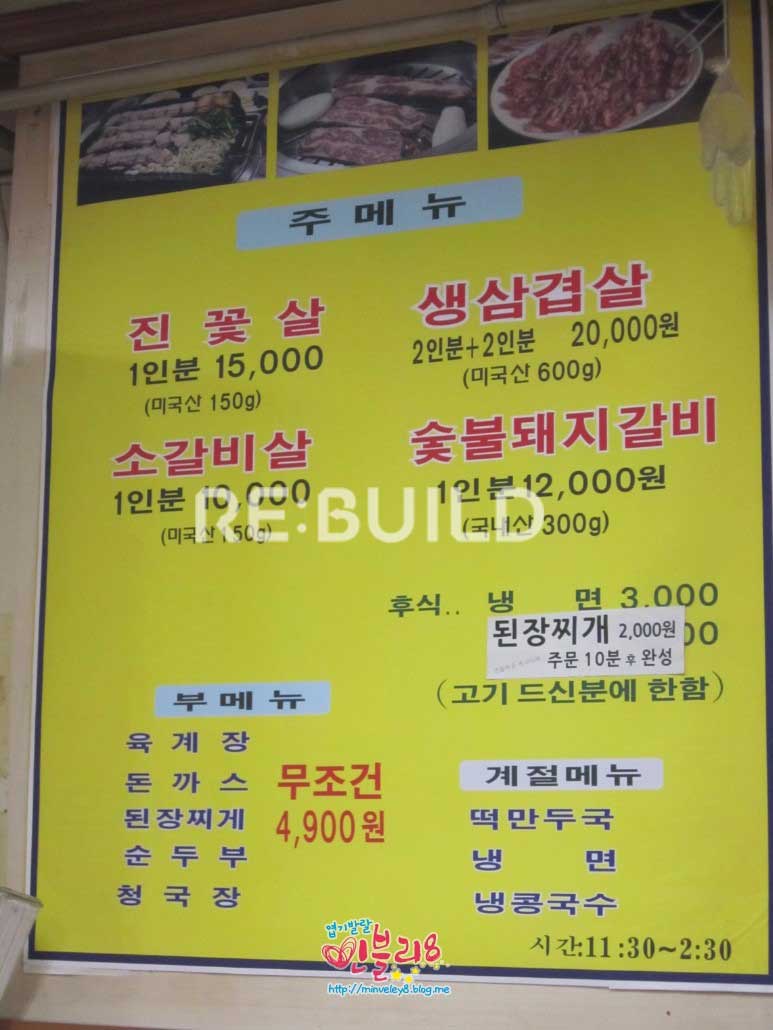 주 메 뉴
진 꽃 살
1인분 15,000
(미국산 150g)
생삼겹살
2인분+2인분 20,000원
(미국산 600g)
소갈비살
1인분 10,000
(미국산 150g)
숯불돼지갈비
1인분 12,000원
(국내산 300g)
RE:BUILD
후식.. 냉 면 3,000
된장찌개 2,000원
00
주문 10분 후 완성
(고기 드신분에 한함)
부 메 뉴
육 계 장
돈 까 스
된장찌게
순 두 부
청 국 장
무조건
4,900원
계절메뉴
떡만두국
냉 면
냉콩국수
시간:11:30~2:30
엽기발랄
민블리8
http://minveley8.blog.me